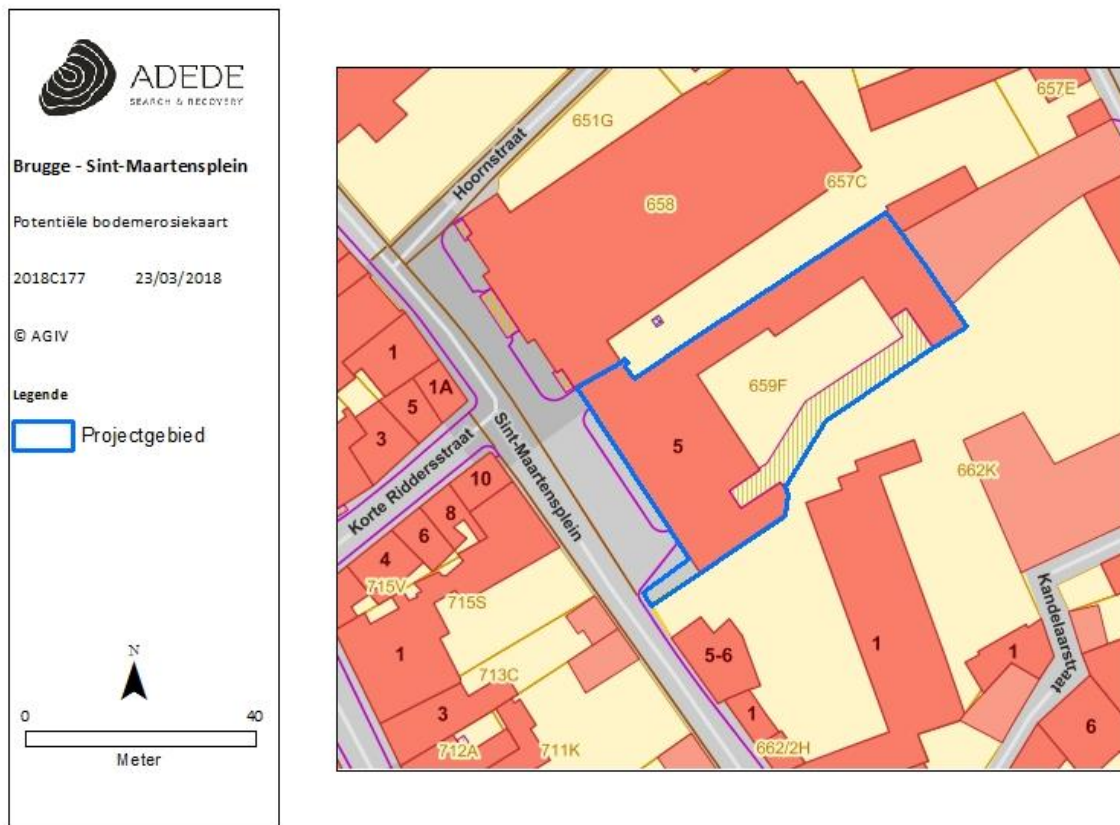 ADEDE
SEARCH & RECOVERY
Brugge - Sint-Maartensplein
Potentiële bodemerosiekaart
2018C177 23/03/2018
© AGIV
Legende
Projectgebied
N
0 40
Meter
657E
651G
Hoornstraat
657C
658
1
1A
5
3
659F
Sint-Maartensplein
5
Korte Riddersstraat
10
8
6
4
662K
715V
715S
Kandelaarstraat
1
5-6
1
1
713C
3
1
6
712A
711K
662/2H